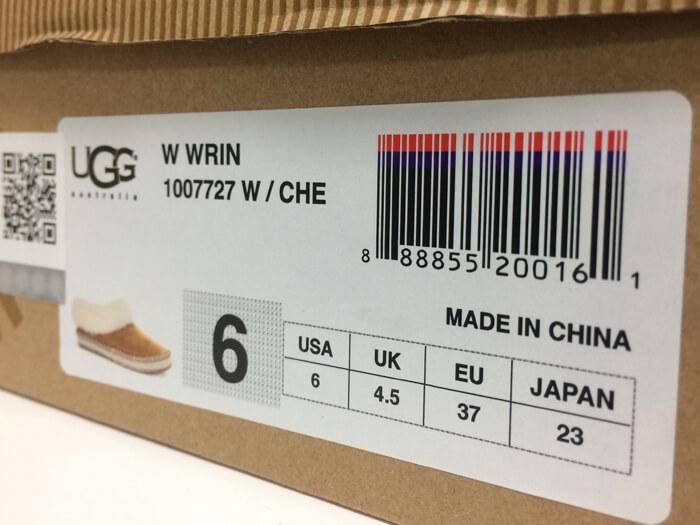 UGG
australia
W WRIN
1007727 W / CHE
8 88855 20016 1
MADE IN CHINA
6
USA UK EU JAPAN
6 4.5 37 23